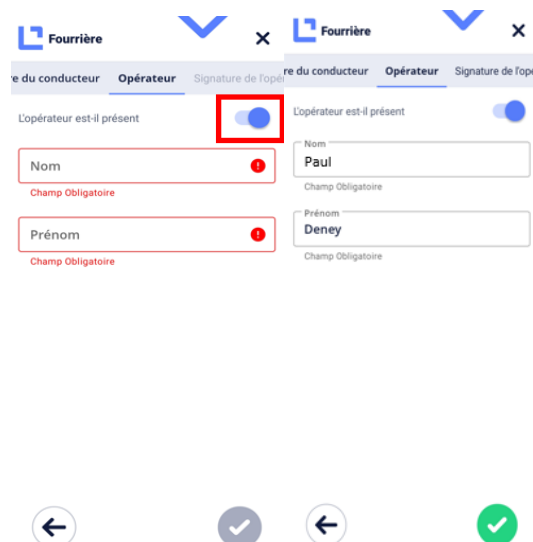 Fourrière
re du conducteur Opérateur Signature de l'opér
L'opérateur est-il présent
Nom
Champ Obligatoire
Prénom
Champ Obligatoire
Fourrière
re du conducteur Opérateur Signature de l'opé
L'opérateur est-il présent
Nom
Paul
Champ Obligatoire
Prénom
Deney
Champ Obligatoire